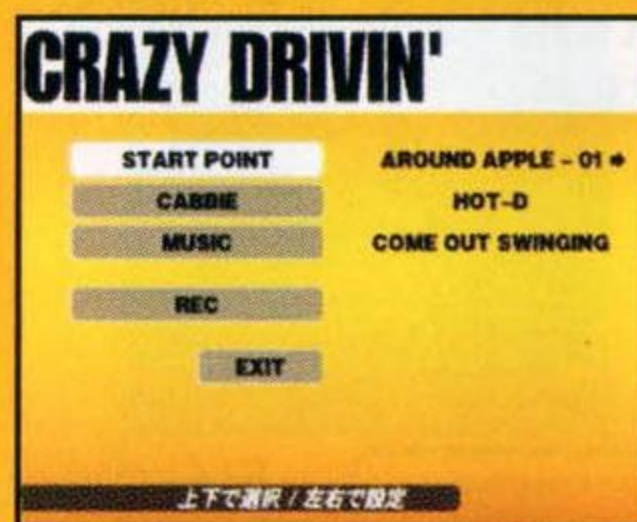 CRAZY DRIVIN'
START POINT AROUND APPLE – 01 ➧
CABBIE HOT–D
MUSIC COME OUT SWINGING
REC
EXIT
上下で選択 / 左右で設定